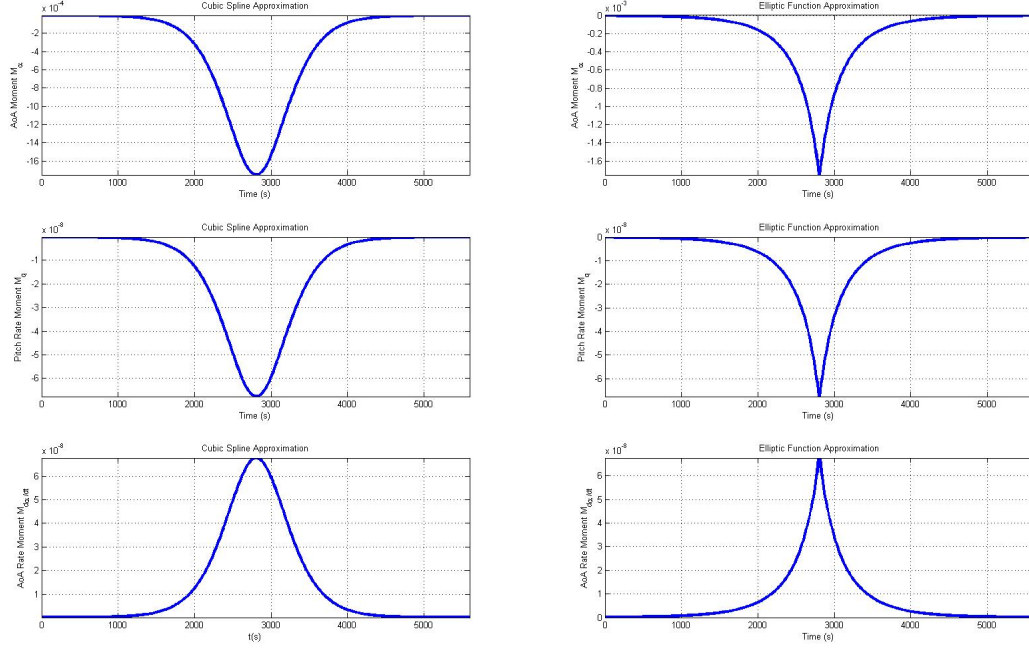 Cubic Spline Approximation
x 10^-4
AoA Moment M_α
-2
-4
-6
-8
-10
-12
-14
-16
0 1000 2000 3000 4000 5000
Time (s)
Elliptic Function Approximation
x 10^-3
AoA Moment M_α
0
-0.2
-0.4
-0.6
-0.8
-1
-1.2
-1.4
-1.6
0 1000 2000 3000 4000 5000
Time (s)
Cubic Spline Approximation
x 10^-8
Pitch Rate Moment M_q
-1
-2
-3
-4
-5
-6
0 1000 2000 3000 4000 5000
Time (s)
Elliptic Function Approximation
x 10^-8
Pitch Rate Moment M_q
0
-1
-2
-3
-4
-5
-6
0 1000 2000 3000 4000 5000
Time (s)
Cubic Spline Approximation
x 10^-8
AoA Rate Moment M_dα/dt
6
5
4
3
2
1
0 1000 2000 3000 4000 5000
t(s)
Elliptic Function Approximation
x 10^-8
AoA Rate Moment M_dα/dt
6
5
4
3
2
1
0
0 1000 2000 3000 4000 5000
Time (s)